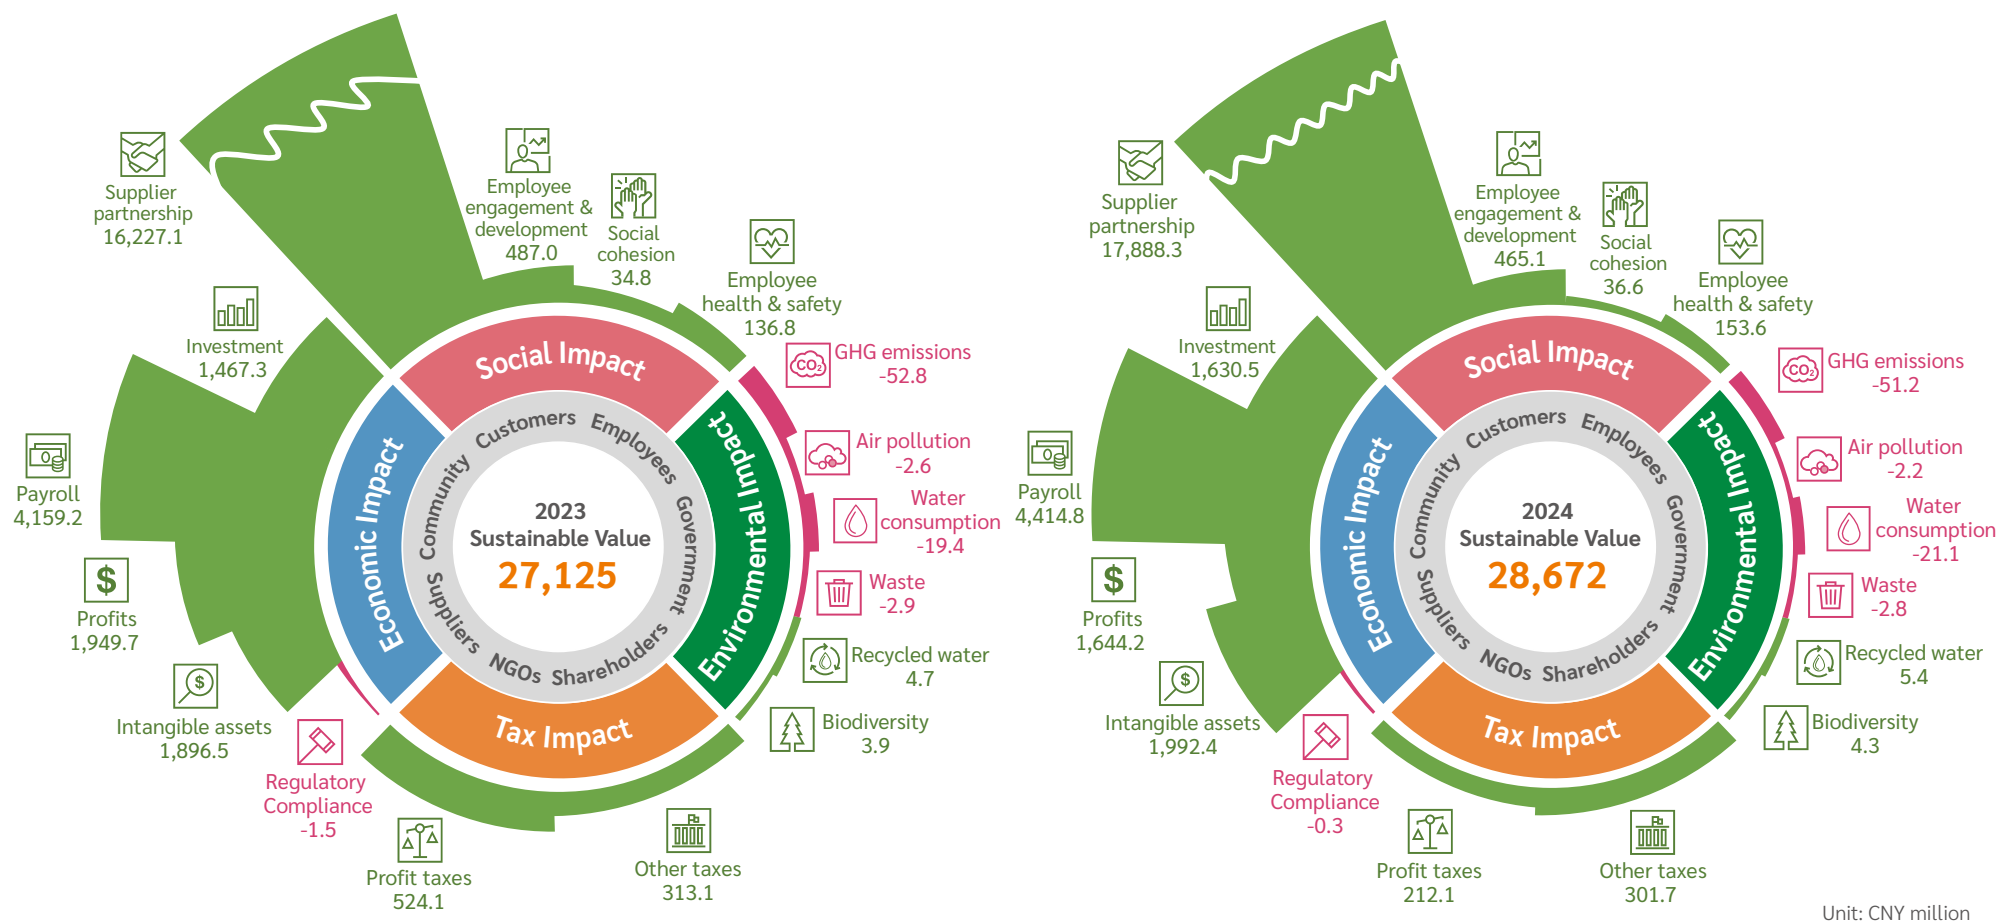 Supplier
partnership
16,227.1
Employee
engagement &
development
487.0
Social
cohesion
34.8
Employee
health & safety
136.8
GHG emissions
-52.8
CO2
Air pollution
-2.6
Water
consumption
-19.4
Waste
-2.9
Recycled water
4.7
Biodiversity
3.9
Other taxes
313.1
Profit taxes
524.1
Regulatory
Compliance
-1.5
Intangible assets
1,896.5
$
Profits
1,949.7
$
Payroll
4,159.2
Investment
1,467.3
Social Impact
Environmental Impact
Tax Impact
Economic Impact
Customers
Employees
Government
Shareholders
NGOs
Suppliers
Community
2023
Sustainable Value
27,125
Supplier
partnership
17,888.3
Employee
engagement &
development
465.1
Social
cohesion
36.6
Employee
health & safety
153.6
GHG emissions
-51.2
CO2
Air pollution
-2.2
Water
consumption
-21.1
Waste
-2.8
Recycled water
5.4
Biodiversity
4.3
Other taxes
301.7
Profit taxes
212.1
Regulatory
Compliance
-0.3
Intangible assets
1,992.4
$
Profits
1,644.2
$
Payroll
4,414.8
Investment
1,630.5
Social Impact
Environmental Impact
Tax Impact
Economic Impact
Customers
Employees
Government
Shareholders
NGOs
Suppliers
Community
2024
Sustainable Value
28,672
Unit: CNY million